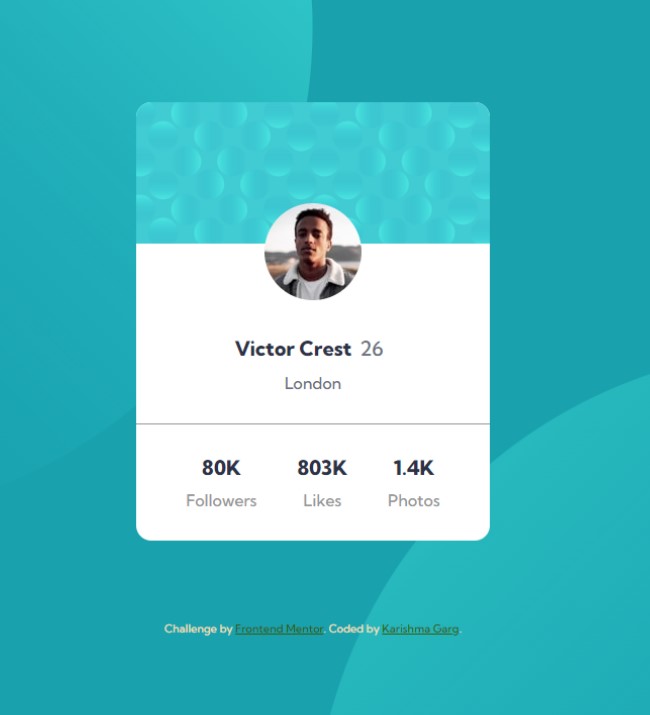 Victor Crest 26
London
80K 803K 1.4K
Followers Likes Photos
Challenge by Frontend Mentor. Coded by Karishma Garg.